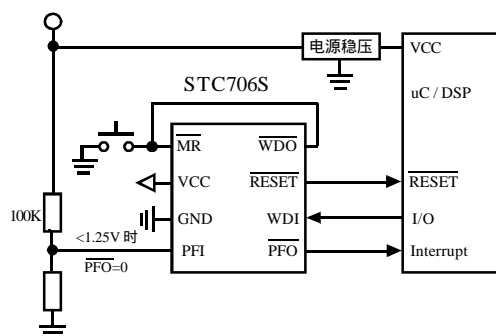 电源稳压
VCC
uC / DSP
STC706S
MR
WDO
VCC
RESET
RESET
GND
WDI
I/O
100K
<1.25V 时
PFI
PFO
Interrupt
PFO=0